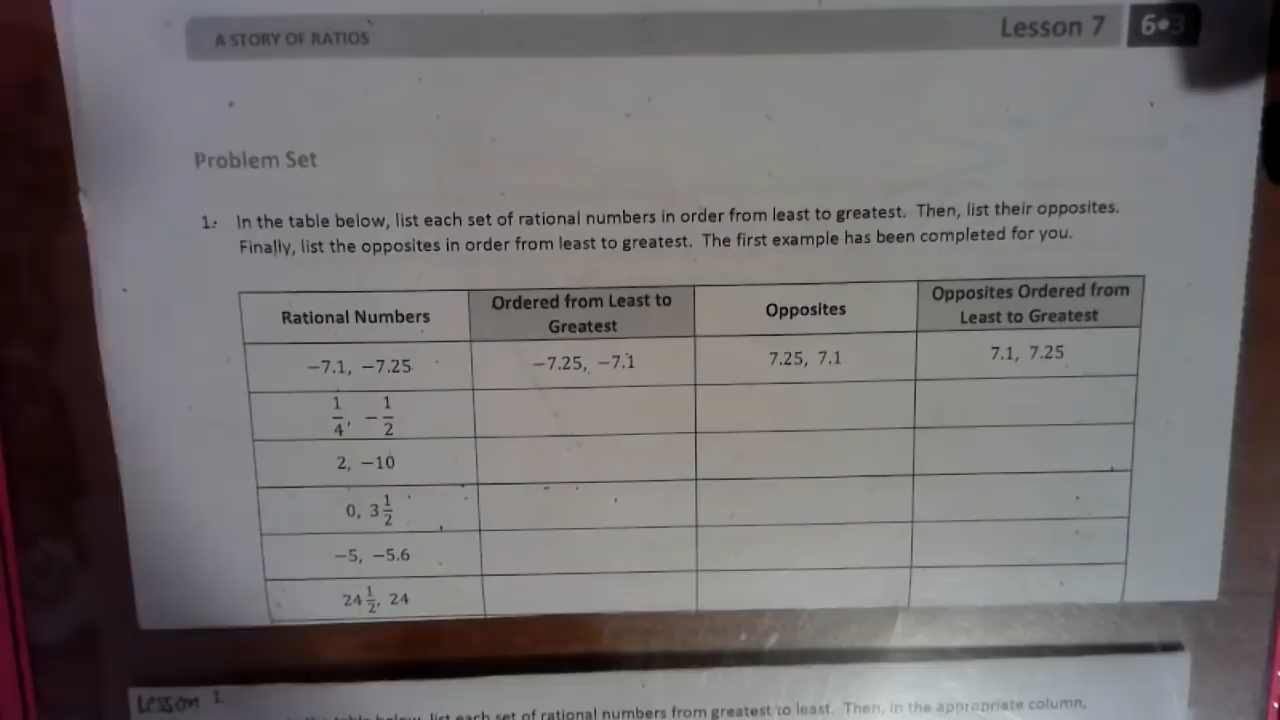 A STORY OF RATIOS
Lesson 7
6•3
Problem Set
1. In the table below, list each set of rational numbers in order from least to greatest. Then, list their opposites.
Finally, list the opposites in order from least to greatest. The first example has been completed for you.
Rational Numbers
Ordered from Least to
Greatest
Opposites
Opposites Ordered from
Least to Greatest
−7.1, −7.25
−7.25, −7.1
7.25, 7.1
7.1, 7.25
1/4, −1/2
2, −10
0, 3 1/2
−5, −5.6
24 1/2, 24
Lesson 1
table below, list each set of rational numbers from greatest to least. Then, in the appropriate column,